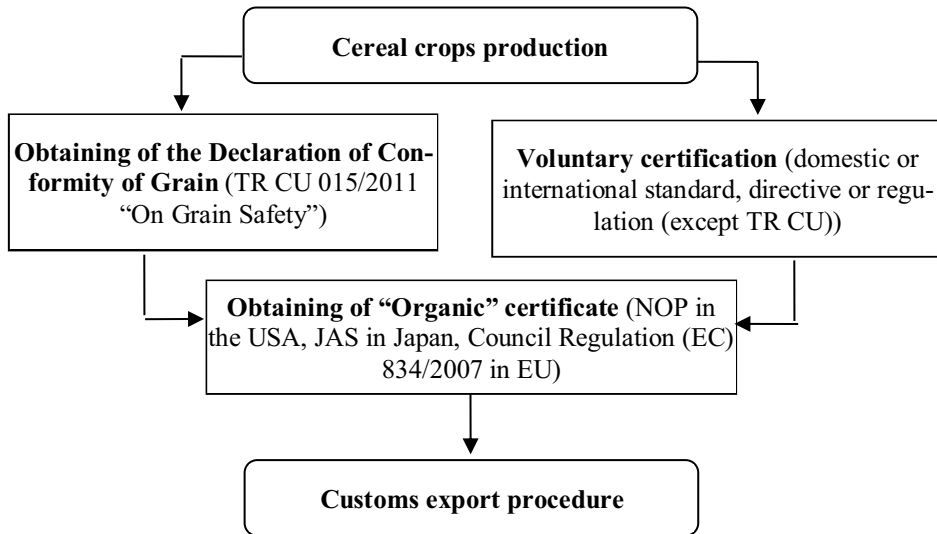 Cereal crops production
Obtaining of the Declaration of Con-
formity of Grain (TR CU 015/2011
“On Grain Safety”)
Voluntary certification (domestic or
international standard, directive or regu-
lation (except TR CU))
Obtaining of “Organic” certificate (NOP in
the USA, JAS in Japan, Council Regulation (EC)
834/2007 in EU)
Customs export procedure